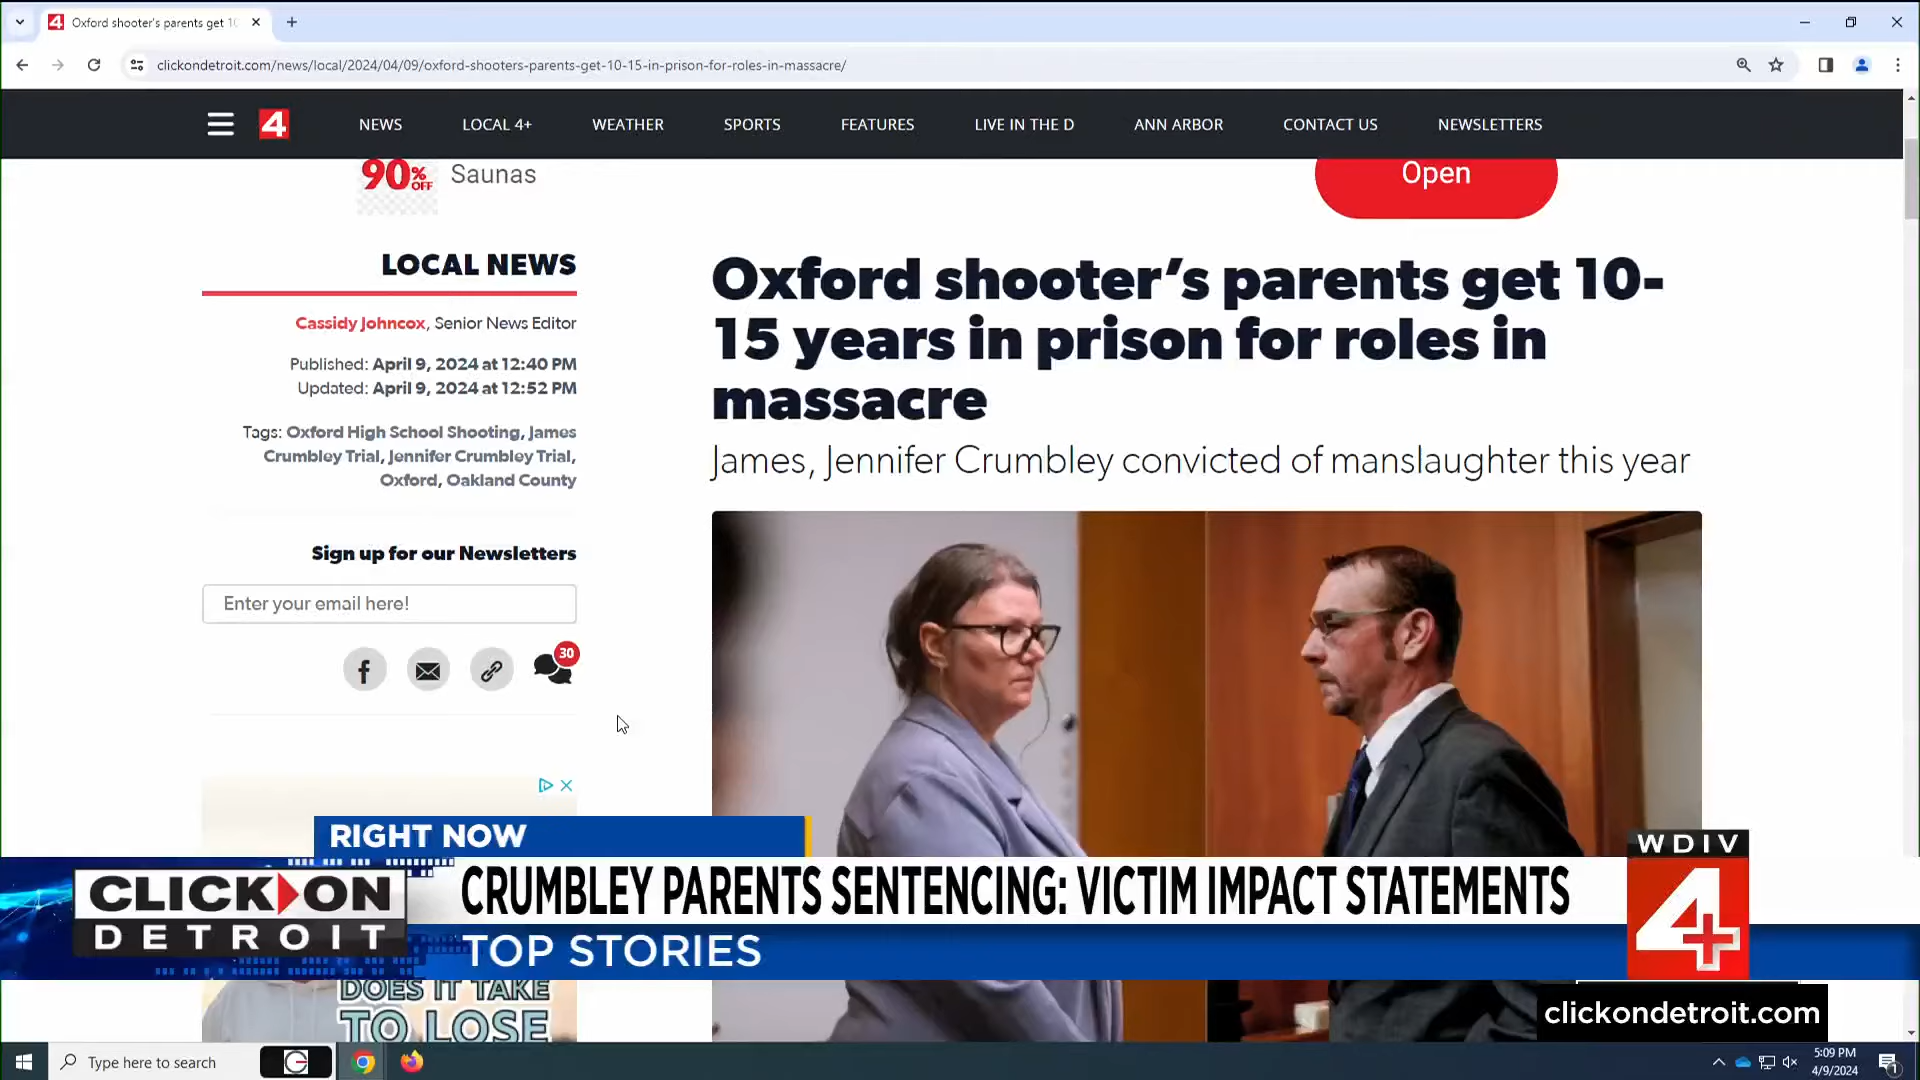 Oxford shooter's parents get 10
clickondetroit.com/news/local/2024/04/09/oxford-shooters-parents-get-10-15-in-prison-for-roles-in-massacre/
4
NEWS
LOCAL 4+
WEATHER
SPORTS
FEATURES
LIVE IN THE D
ANN ARBOR
CONTACT US
NEWSLETTERS
90% OFF
Saunas
Open
LOCAL NEWS
Cassidy Johncox, Senior News Editor
Published: April 9, 2024 at 12:40 PM
Updated: April 9, 2024 at 12:52 PM
Tags: Oxford High School Shooting, James
Crumbley Trial, Jennifer Crumbley Trial,
Oxford, Oakland County
Sign up for our Newsletters
Enter your email here!
30
Oxford shooter’s parents get 10-
15 years in prison for roles in
massacre
James, Jennifer Crumbley convicted of manslaughter this year
RIGHT NOW
CLICK ON
DETROIT
CRUMBLEY PARENTS SENTENCING: VICTIM IMPACT STATEMENTS
TOP STORIES
WDIV
4+
DOES IT TAKE
TO LOSE
clickondetroit.com
Type here to search
5:09 PM
4/9/2024
1